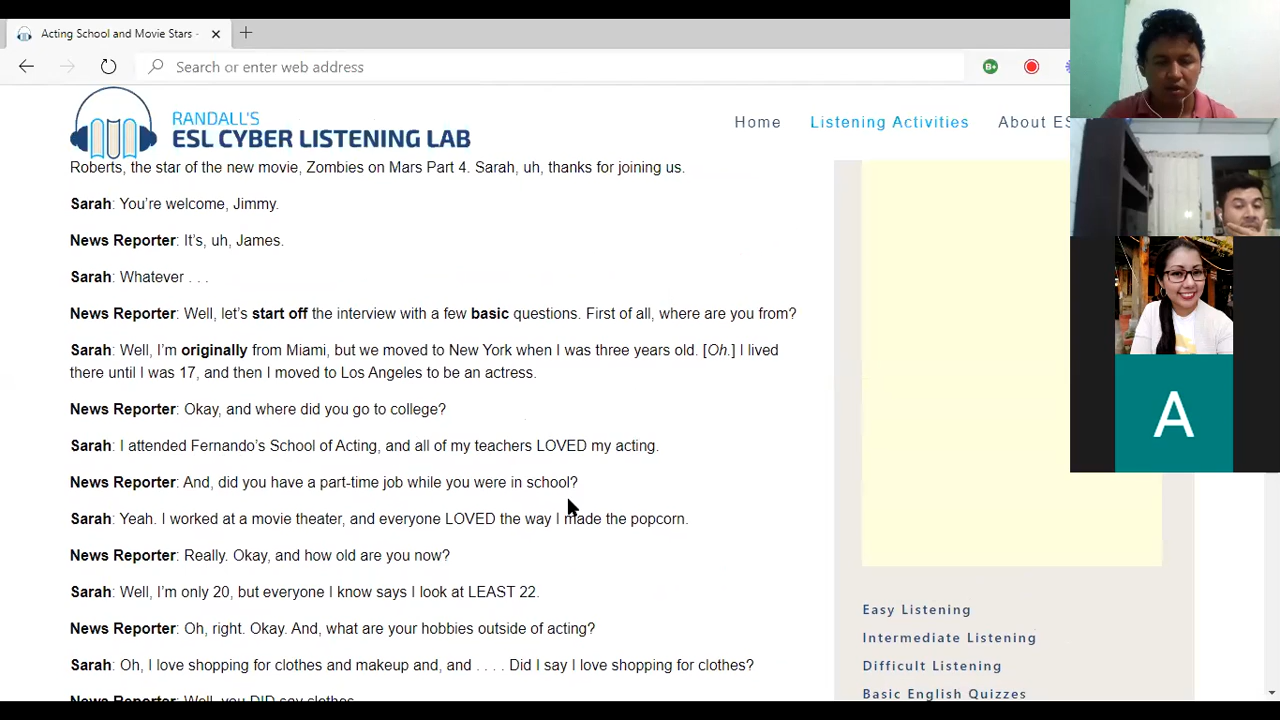 Acting School and Movie Stars -
Search or enter web address
B+
RANDALL'S
ESL CYBER LISTENING LAB
Home
Listening Activities
About ES
Roberts, the star of the new movie, Zombies on Mars Part 4. Sarah, uh, thanks for joining us.
Sarah: You're welcome, Jimmy.
News Reporter: It's, uh, James.
Sarah: Whatever . . .
News Reporter: Well, let's start off the interview with a few basic questions. First of all, where are you from?
Sarah: Well, I'm originally from Miami, but we moved to New York when I was three years old. [Oh.] I lived
there until I was 17, and then I moved to Los Angeles to be an actress.
News Reporter: Okay, and where did you go to college?
Sarah: I attended Fernando's School of Acting, and all of my teachers LOVED my acting.
News Reporter: And, did you have a part-time job while you were in school?
Sarah: Yeah. I worked at a movie theater, and everyone LOVED the way I made the popcorn.
News Reporter: Really. Okay, and how old are you now?
Sarah: Well, I'm only 20, but everyone I know says I look at LEAST 22.
News Reporter: Oh, right. Okay. And, what are your hobbies outside of acting?
Sarah: Oh, I love shopping for clothes and makeup and, and . . . . Did I say I love shopping for clothes?
News Reporter: Well, you DID say clothes.
Easy Listening
Intermediate Listening
Difficult Listening
Basic English Quizzes
A